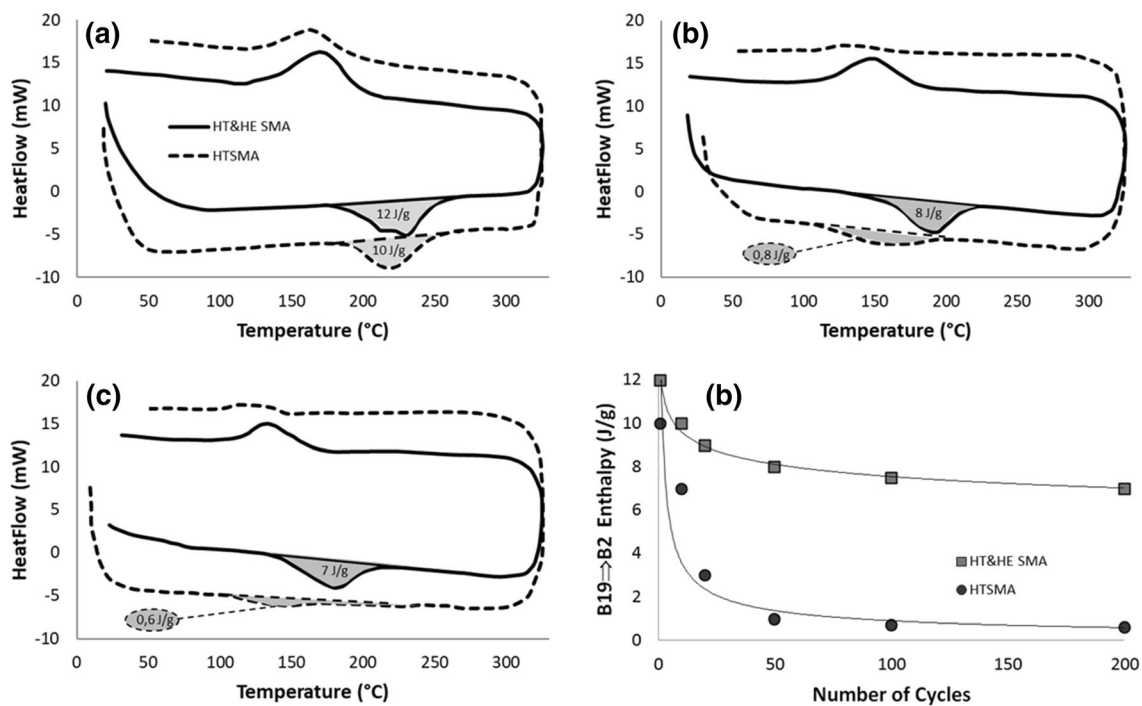 (a)
20
15
10
5
0
-5
-10
HeatFlow (mW)
HT&HE SMA
HTSMA
12 J/g
10 J/g
0 50 100 150 200 250 300
Temperature (°C)
(b)
20
15
10
5
0
-5
-10
HeatFlow (mW)
8 J/g
0,8 J/g
0 50 100 150 200 250 300
Temperature (°C)
(c)
20
15
10
5
0
-5
-10
HeatFlow (mW)
7 J/g
0,6 J/g
0 50 100 150 200 250 300
Temperature (°C)
(b)
12
10
8
6
4
2
0
B19⇒B2 Enthalpy (J/g)
HT&HE SMA
HTSMA
0 50 100 150 200
Number of Cycles